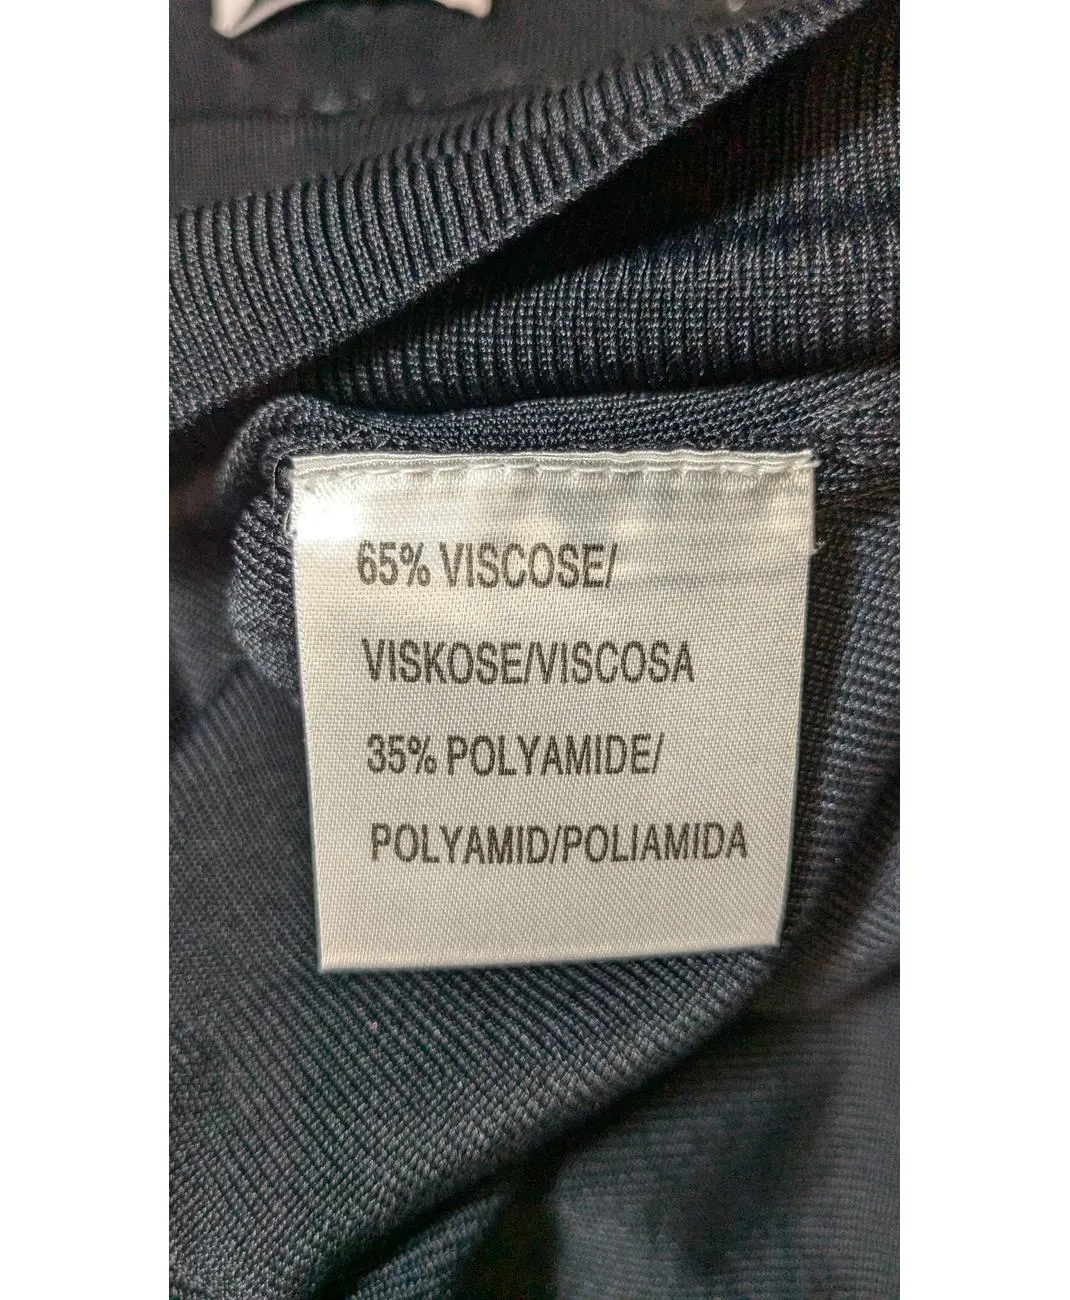 65% VISCOSE/
VISKOSE/VISCOSA
35% POLYAMIDE/
POLYAMID/POLIAMIDA